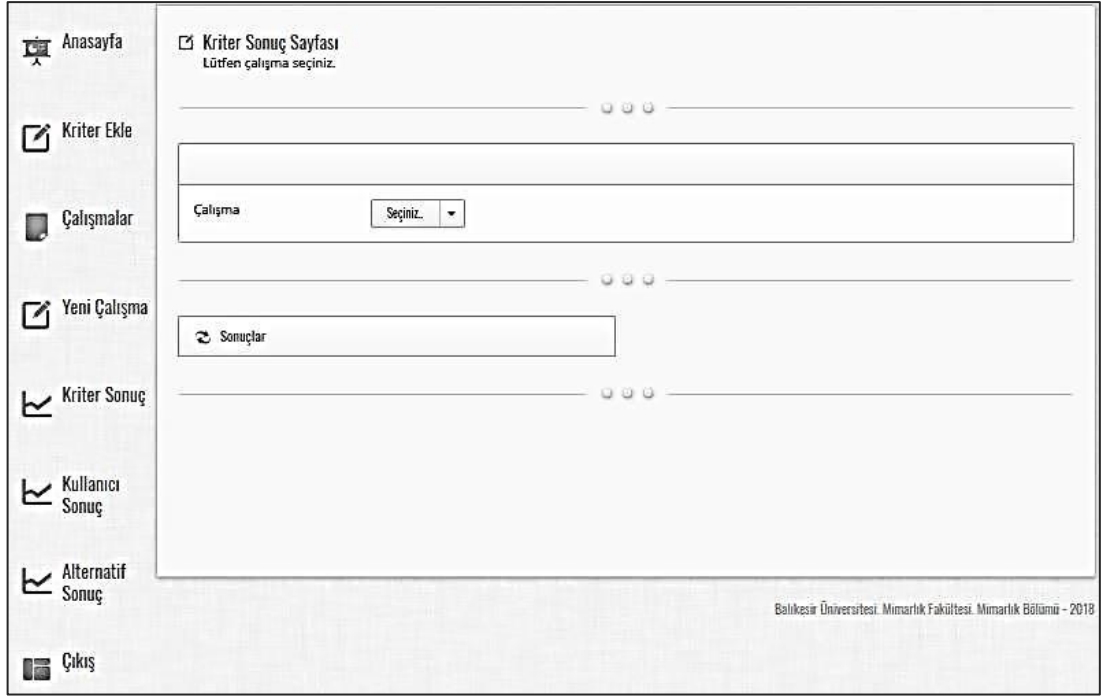 Anasayfa
Kriter Ekle
Çalışmalar
Yeni Çalışma
Kriter Sonuç
Kullanıcı
Sonuç
Alternatif
Sonuç
Çıkış
Kriter Sonuç Sayfası
Lütfen çalışma seçiniz.
Çalışma
Seçiniz..
Sonuçlar
Balıkesir Üniversitesi. Mimarlık Fakültesi. Mimarlık Bölümü - 2018